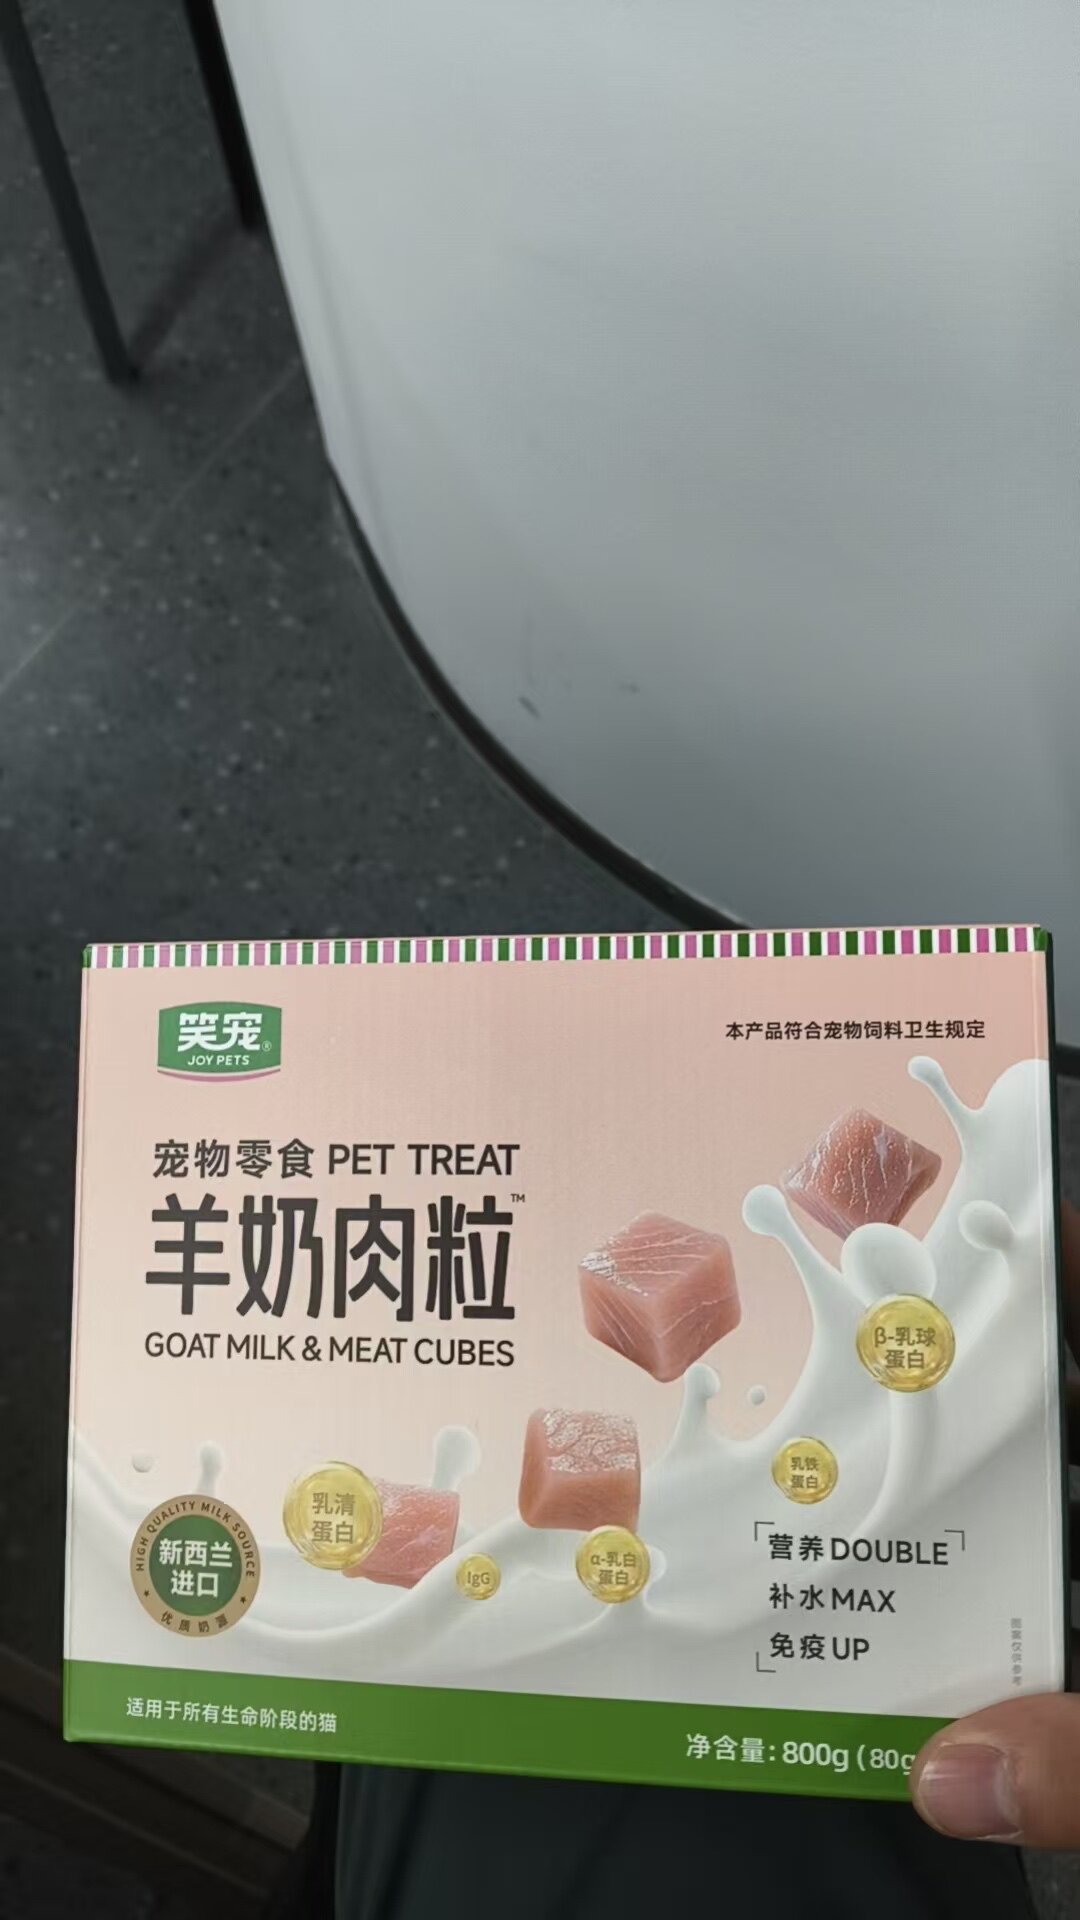 笑宠®
JOY PETS
本产品符合宠物饲料卫生规定
宠物零食 PET TREAT
羊奶肉粒™
GOAT MILK & MEAT CUBES
β-乳球
蛋白
乳铁
蛋白
乳清
蛋白
IgG
α-乳白
蛋白
HIGH QUALITY MILK SOURCE
新西兰
进口
优质奶源
营养DOUBLE
补水MAX
免疫UP
图案仅供参考
适用于所有生命阶段的猫
净含量:800g(80g